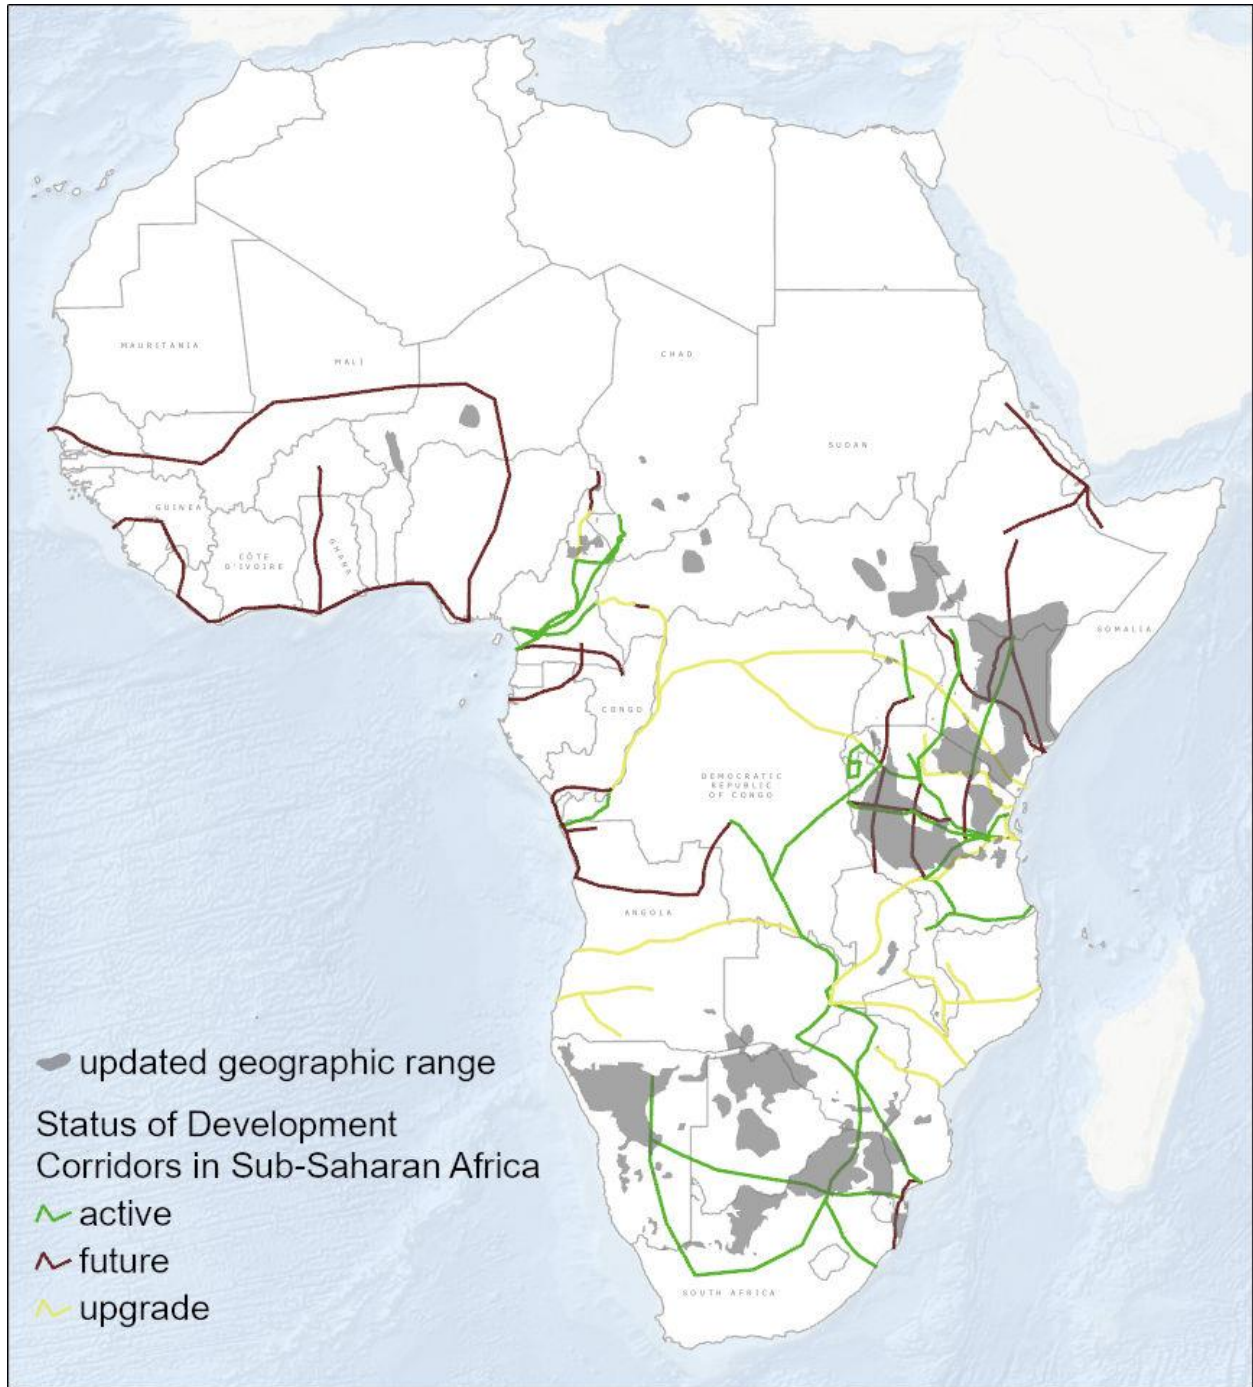 MAURITANIA
MALI
CHAD
SUDAN
GUINEA
CÔTE
D'IVOIRE
GHANA
SOMALIA
CONGO
DEMOCRATIC
REPUBLIC
OF CONGO
ANGOLA
SOUTH AFRICA
updated geographic range
Status of Development
Corridors in Sub-Saharan Africa
active
future
upgrade